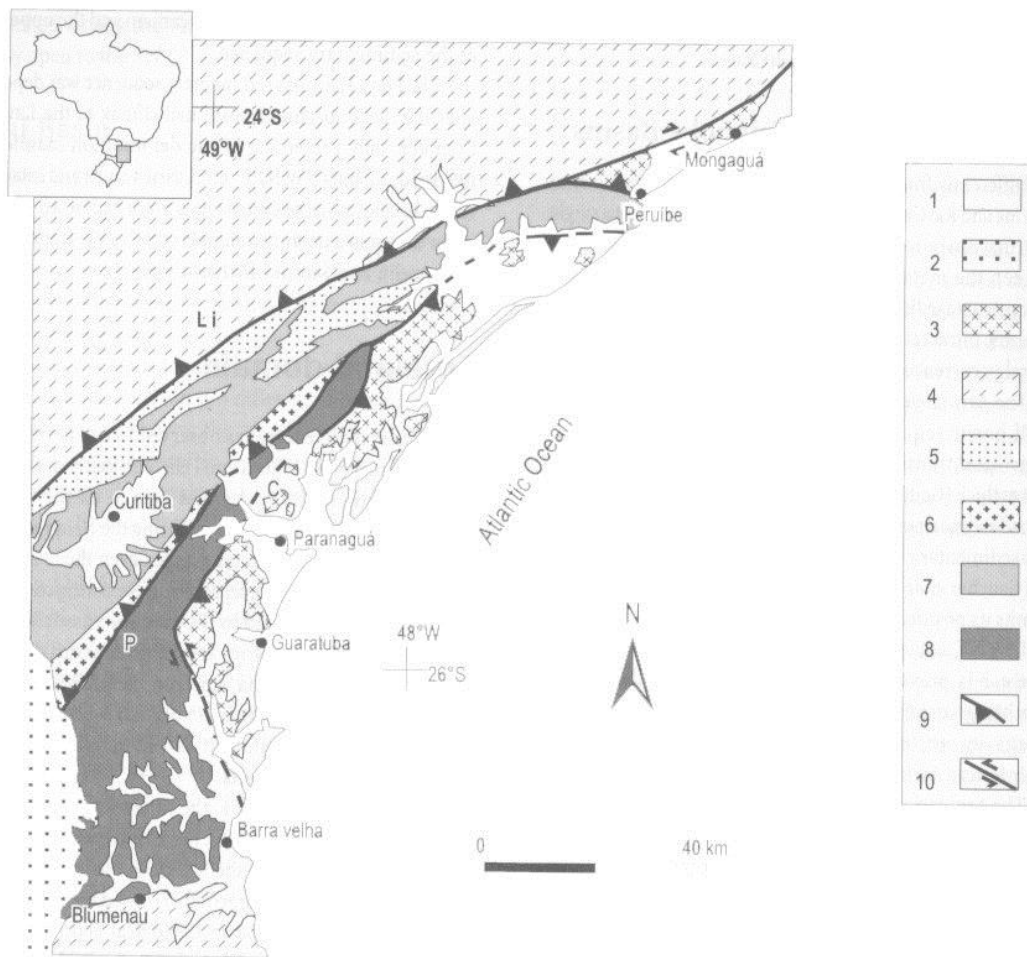 24°S
49°W
Mongaguá
Peruíbe
Li
Atlantic Ocean
Curitiba
C
Paranaguá
P
Guaratuba
48°W
26°S
N
Barra velha
Blumenau
0 40 km
1
2
3
4
5
6
7
8
9
10